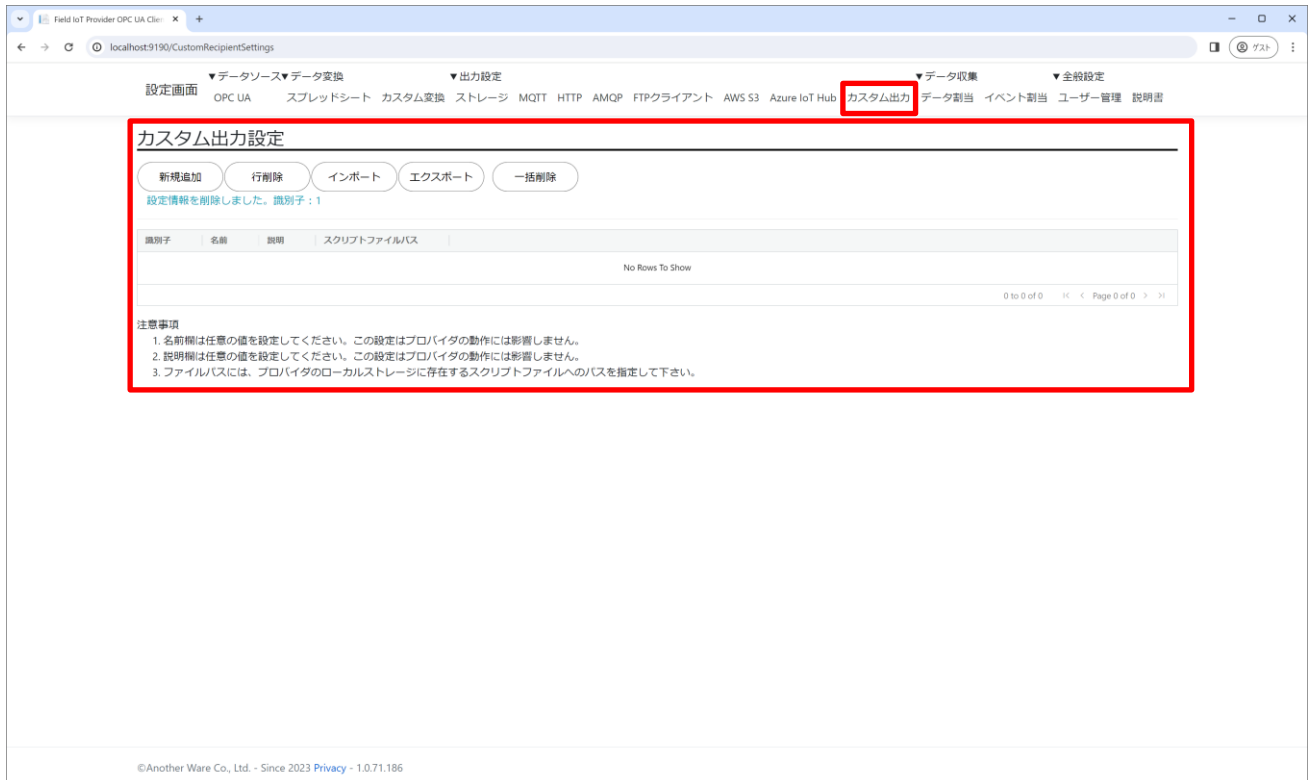 Field IoT Provider OPC UA Clie
localhost:9190/CustomRecipientSettings
ゲスト
設定画面
▼データソース▼データ変換 ▼出力設定 ▼データ収集 ▼全般設定
OPC UA スプレッドシート カスタム変換 ストレージ MQTT HTTP AMQP FTPクライアント AWS S3 Azure IoT Hub カスタム出力 データ割当 イベント割当 ユーザー管理 説明書
カスタム出力設定
新規追加 行削除 インポート エクスポート 一括削除
設定情報を削除しました。識別子：1
識別子 名前 説明 スクリプトファイルパス
No Rows To Show
0 to 0 of 0 Page 0 of 0
注意事項
1. 名前欄は任意の値を設定してください。この設定はプロバイダの動作には影響しません。
2. 説明欄は任意の値を設定してください。この設定はプロバイダの動作には影響しません。
3. ファイルパスには、プロバイダのローカルストレージに存在するスクリプトファイルへのパスを指定して下さい。
©Another Ware Co., Ltd. - Since 2023 Privacy - 1.0.71.186